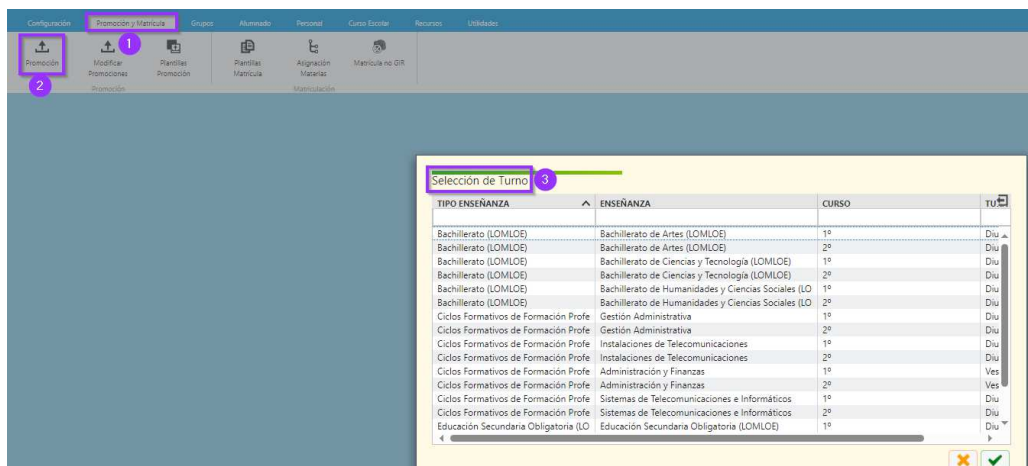 Configuración Promoción y Matrícula Grupos Alumnado Personal Curso Escolar Recursos Utilidades
1
Promoción Modificar Promociones Plantillas Promoción Plantillas Matrícula Asignación Materias Matrícula no GIR
2
Promoción Matriculación
Selección de Turno 3
TIPO ENSEÑANZA ENSEÑANZA CURSO TU
Bachillerato (LOMLOE) Bachillerato de Artes (LOMLOE) 1º Diu
Bachillerato (LOMLOE) Bachillerato de Artes (LOMLOE) 2º Diu
Bachillerato (LOMLOE) Bachillerato de Ciencias y Tecnología (LOMLOE) 1º Diu
Bachillerato (LOMLOE) Bachillerato de Ciencias y Tecnología (LOMLOE) 2º Diu
Bachillerato (LOMLOE) Bachillerato de Humanidades y Ciencias Sociales (LO 1º Diu
Bachillerato (LOMLOE) Bachillerato de Humanidades y Ciencias Sociales (LO 2º Diu
Ciclos Formativos de Formación Profe Gestión Administrativa 1º Diu
Ciclos Formativos de Formación Profe Gestión Administrativa 2º Diu
Ciclos Formativos de Formación Profe Instalaciones de Telecomunicaciones 1º Diu
Ciclos Formativos de Formación Profe Instalaciones de Telecomunicaciones 2º Diu
Ciclos Formativos de Formación Profe Administración y Finanzas 1º Ves
Ciclos Formativos de Formación Profe Administración y Finanzas 2º Ves
Ciclos Formativos de Formación Profe Sistemas de Telecomunicaciones e Informáticos 1º Diu
Ciclos Formativos de Formación Profe Sistemas de Telecomunicaciones e Informáticos 2º Diu
Educación Secundaria Obligatoria (LO Educación Secundaria Obligatoria (LOMLOE) 1º Diu